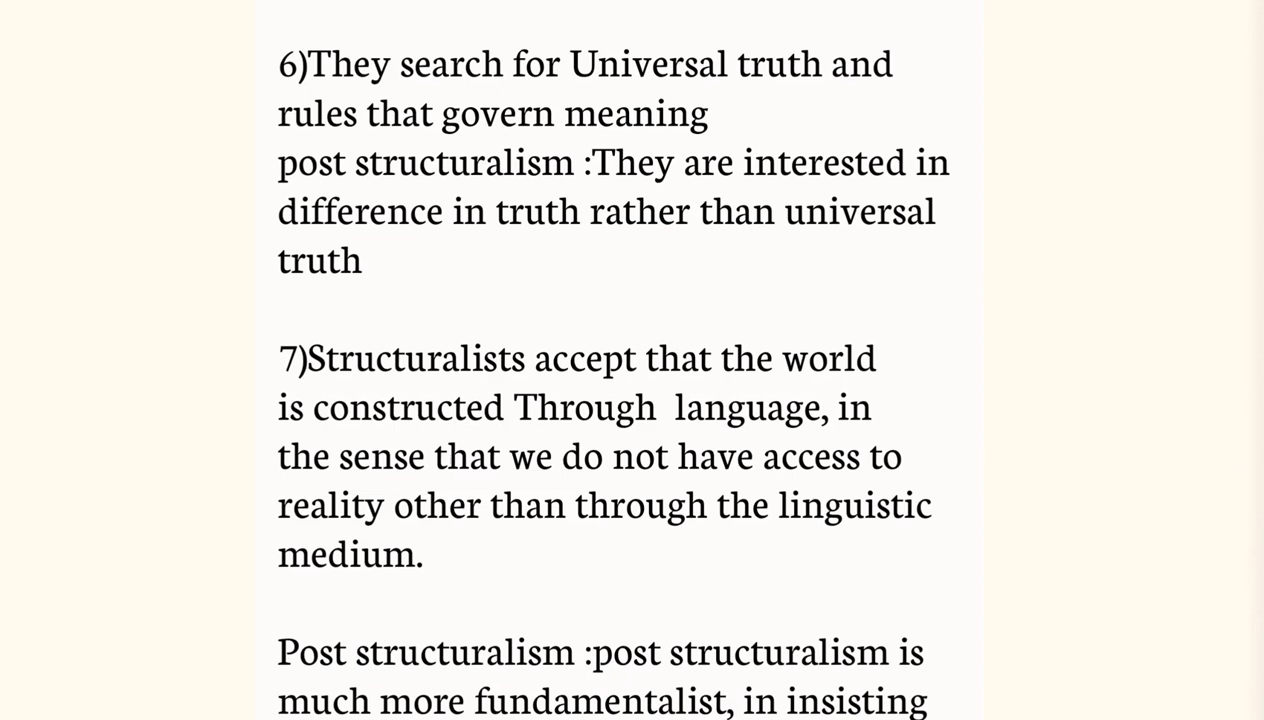 6)They search for Universal truth and
rules that govern meaning
post structuralism :They are interested in
difference in truth rather than universal
truth
7)Structuralists accept that the world
is constructed Through  language, in
the sense that we do not have access to
reality other than through the linguistic
medium.
Post structuralism :post structuralism is
much more fundamentalist, in insisting